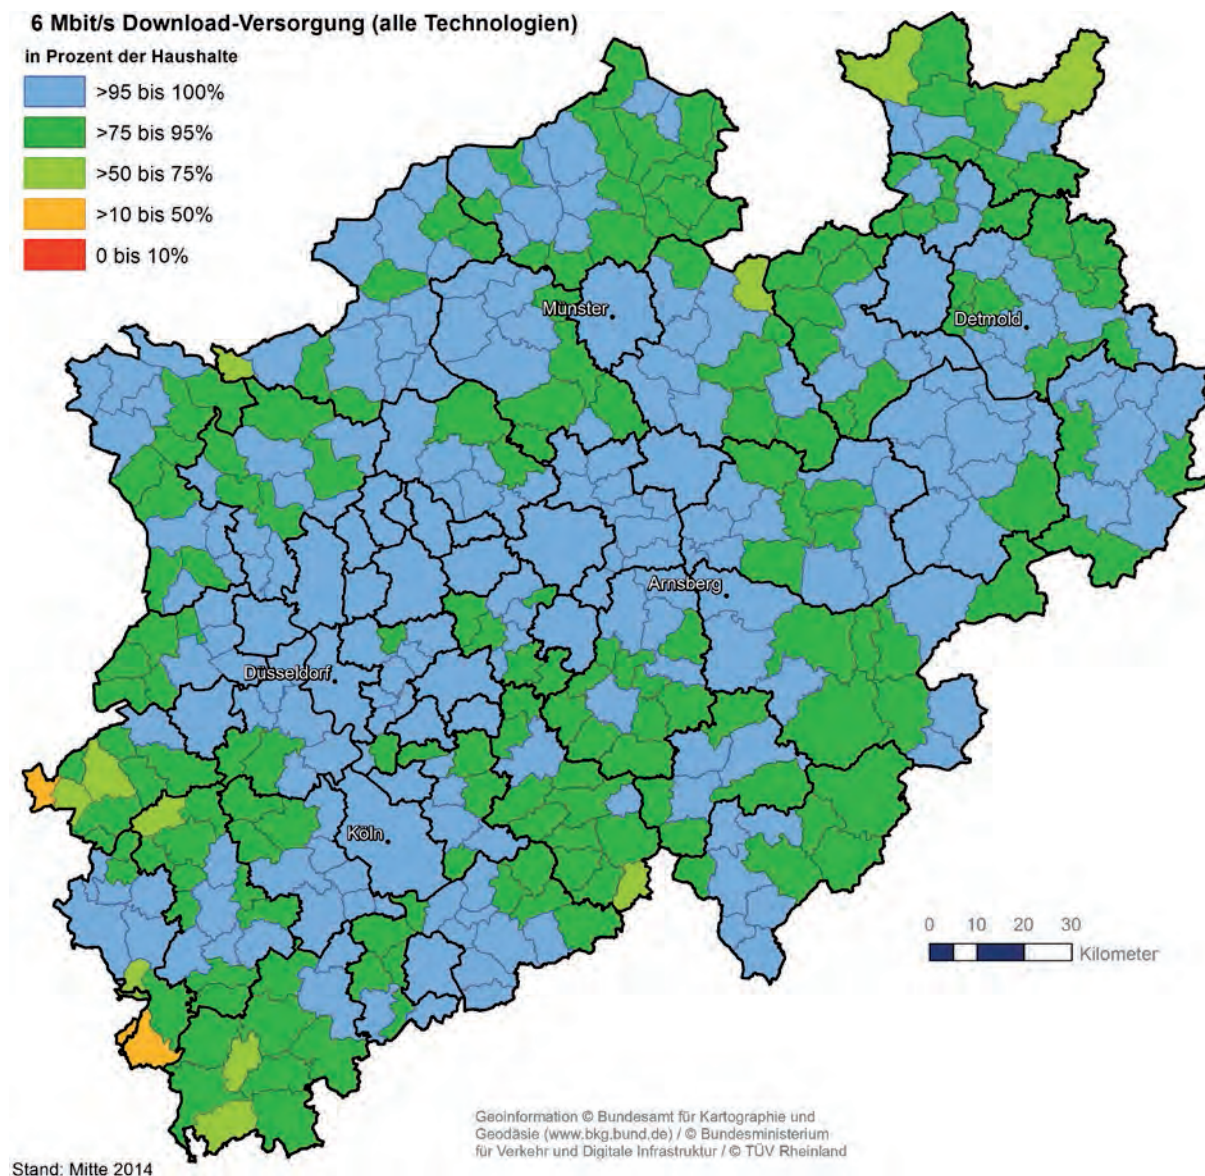 6 Mbit/s Download-Versorgung (alle Technologien)
in Prozent der Haushalte
>95 bis 100%
>75 bis 95%
>50 bis 75%
>10 bis 50%
0 bis 10%
Münster
Detmold
Arnsberg
Düsseldorf
Köln
0 10 20 30
Kilometer
Geoinformation © Bundesamt für Kartographie und
Geodäsie (www.bkg.bund.de) / © Bundesministerium
für Verkehr und Digitale Infrastruktur / © TÜV Rheinland
Stand: Mitte 2014